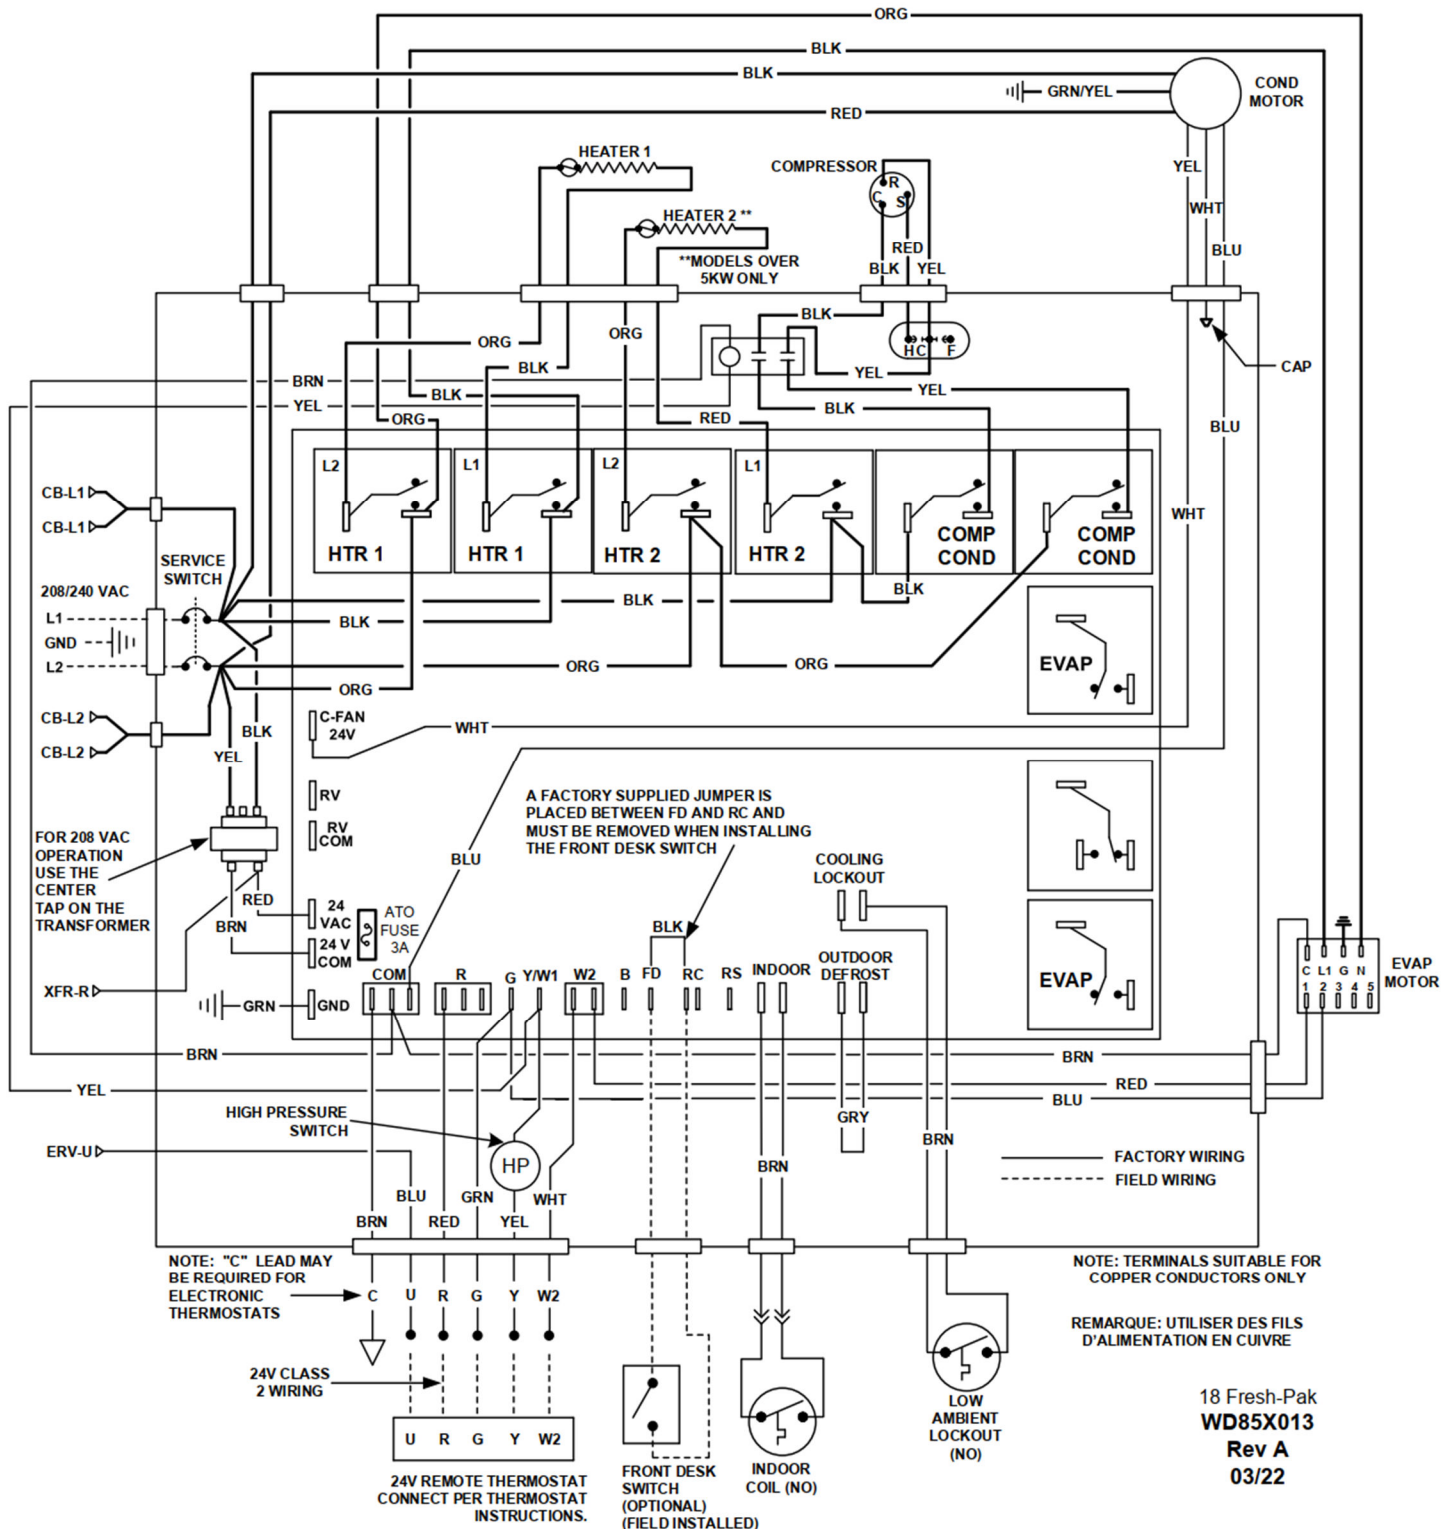 ORG
BLK
BLK
COND
MOTOR
GRN/YEL
RED
HEATER 1
COMPRESSOR
R
C
S
YEL
WHT
BLU
HEATER 2 **
**MODELS OVER
5KW ONLY
RED
BLK
YEL
BLK
ORG
ORG
H
C
F
BLK
YEL
CAP
BRN
YEL
BLK
ORG
YEL
BLK
RED
BLU
L2
HTR 1
L1
HTR 1
L2
HTR 2
L1
HTR 2
COMP
COND
COMP
COND
CB-L1
CB-L1
WHT
SERVICE
SWITCH
208/240 VAC
L1
GND
L2
BLK
BLK
BLK
ORG
ORG
ORG
EVAP
CB-L2
CB-L2
C-FAN
24V
WHT
BLK
YEL
RV
RV
COM
A FACTORY SUPPLIED JUMPER IS
PLACED BETWEEN FD AND RC AND
MUST BE REMOVED WHEN INSTALLING
THE FRONT DESK SWITCH
FOR 208 VAC
OPERATION
USE THE
CENTER
TAP ON THE
TRANSFORMER
BLU
COOLING
LOCKOUT
RED
BRN
24
VAC
24 V
COM
ATO
FUSE
3A
BLK
XFR-R
GRN
GND
COM
R
G
Y/W1
W2
B
FD
RC
RS
INDOOR
OUTDOOR
DEFROST
EVAP
C L1 G N
1 2 3 4 5
EVAP
MOTOR
BRN
BRN
YEL
RED
BLU
HIGH PRESSURE
SWITCH
GRY
BRN
ERV-U
HP
BRN
FACTORY WIRING
FIELD WIRING
BLU
GRN
WHT
BRN
RED
YEL
NOTE: "C" LEAD MAY
BE REQUIRED FOR
ELECTRONIC
THERMOSTATS
C
U
R
G
Y
W2
NOTE: TERMINALS SUITABLE FOR
COPPER CONDUCTORS ONLY
REMARQUE: UTILISER DES FILS
D'ALIMENTATION EN CUIVRE
24V CLASS
2 WIRING
U
R
G
Y
W2
24V REMOTE THERMOSTAT
CONNECT PER THERMOSTAT
INSTRUCTIONS.
FRONT DESK
SWITCH
(OPTIONAL)
(FIELD INSTALLED)
INDOOR
COIL (NO)
LOW
AMBIENT
LOCKOUT
(NO)
18 Fresh-Pak
WD85X013
Rev A
03/22